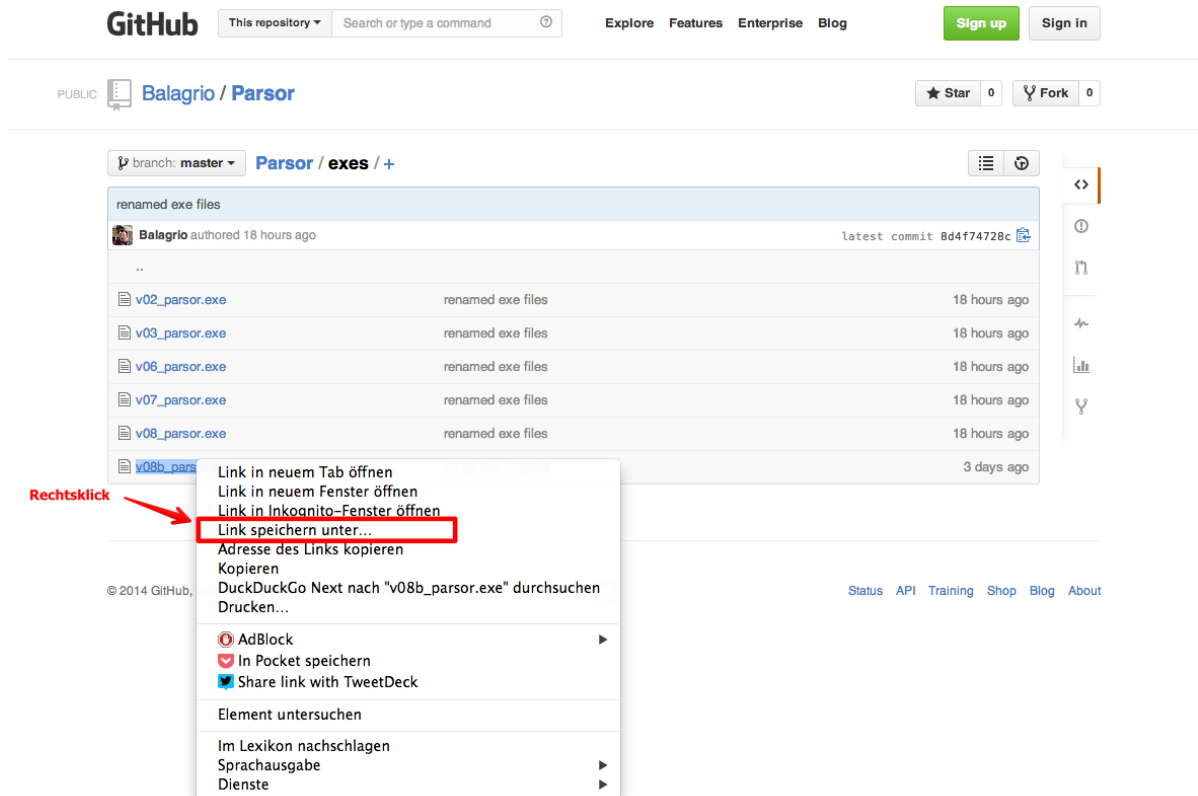 GitHub This repository Search or type a command Explore Features Enterprise Blog Sign up Sign in
PUBLIC Balagrio / Parsor Star 0 Fork 0
branch: master Parsor / exes / +
renamed exe files
Balagrio authored 18 hours ago latest commit 8d4f74728c
..
v02_parsor.exe renamed exe files 18 hours ago
v03_parsor.exe renamed exe files 18 hours ago
v06_parsor.exe renamed exe files 18 hours ago
v07_parsor.exe renamed exe files 18 hours ago
v08_parsor.exe renamed exe files 18 hours ago
v08b_pars 3 days ago
Rechtsklick
Link in neuem Tab öffnen
Link in neuem Fenster öffnen
Link in Inkognito-Fenster öffnen
Link speichern unter...
Adresse des Links kopieren
Kopieren
DuckDuckGo Next nach "v08b_parsor.exe" durchsuchen
Drucken...
AdBlock
In Pocket speichern
Share link with TweetDeck
Element untersuchen
Im Lexikon nachschlagen
Sprachausgabe
Dienste
© 2014 GitHub, Status API Training Shop Blog About